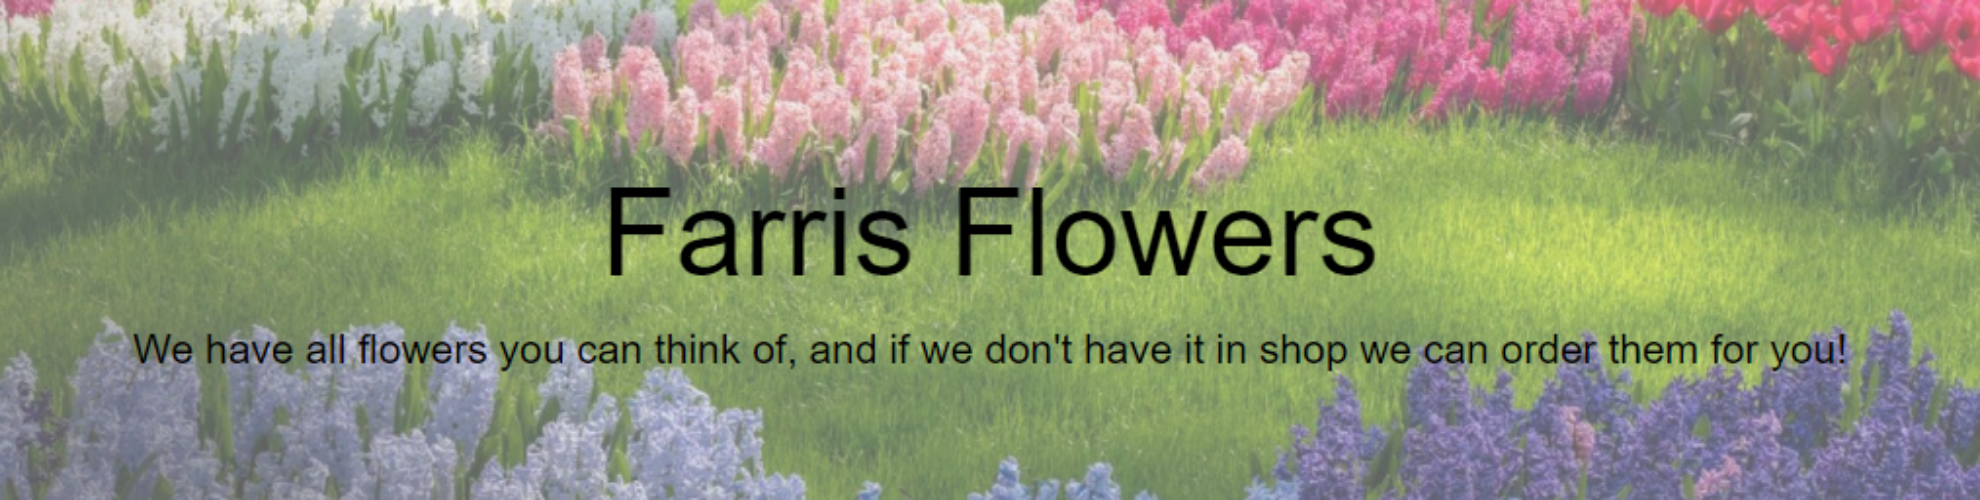 Farris Flowers
We have all flowers you can think of, and if we don't have it in shop we can order them for you!